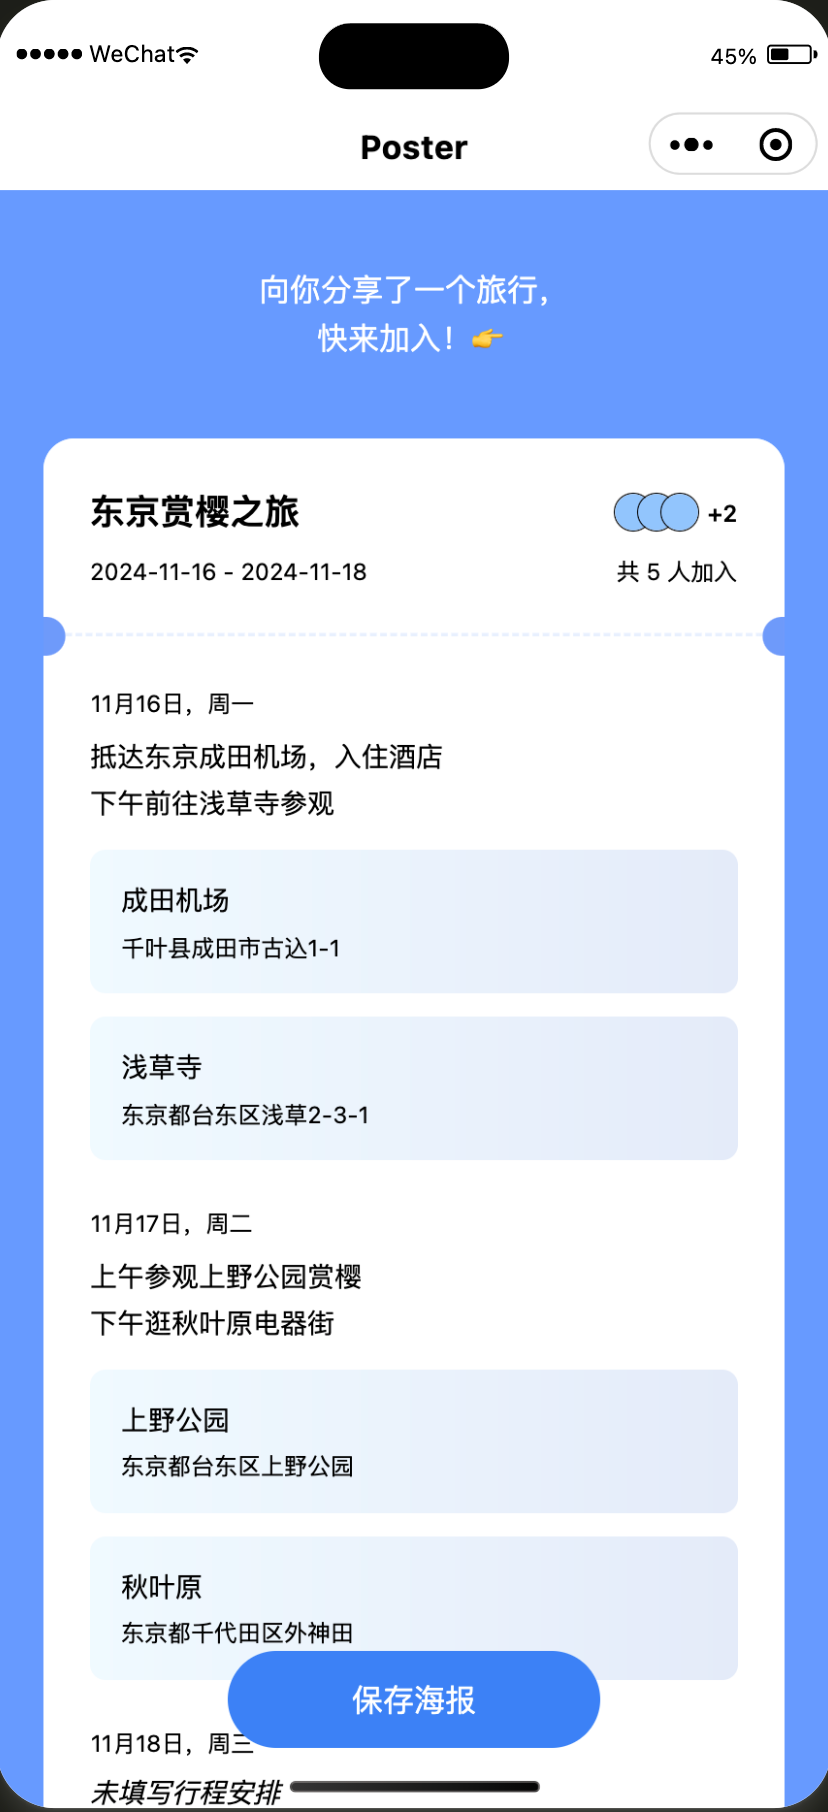 WeChat
45%
Poster
向你分享了一个旅行，
快来加入！👉
东京赏樱之旅
+2
2024-11-16 - 2024-11-18
共 5 人加入
11月16日，周一
抵达东京成田机场，入住酒店
下午前往浅草寺参观
成田机场
千叶县成田市古込1-1
浅草寺
东京都台东区浅草2-3-1
11月17日，周二
上午参观上野公园赏樱
下午逛秋叶原电器街
上野公园
东京都台东区上野公园
秋叶原
东京都千代田区外神田
保存海报
11月18日，周三
未填写行程安排